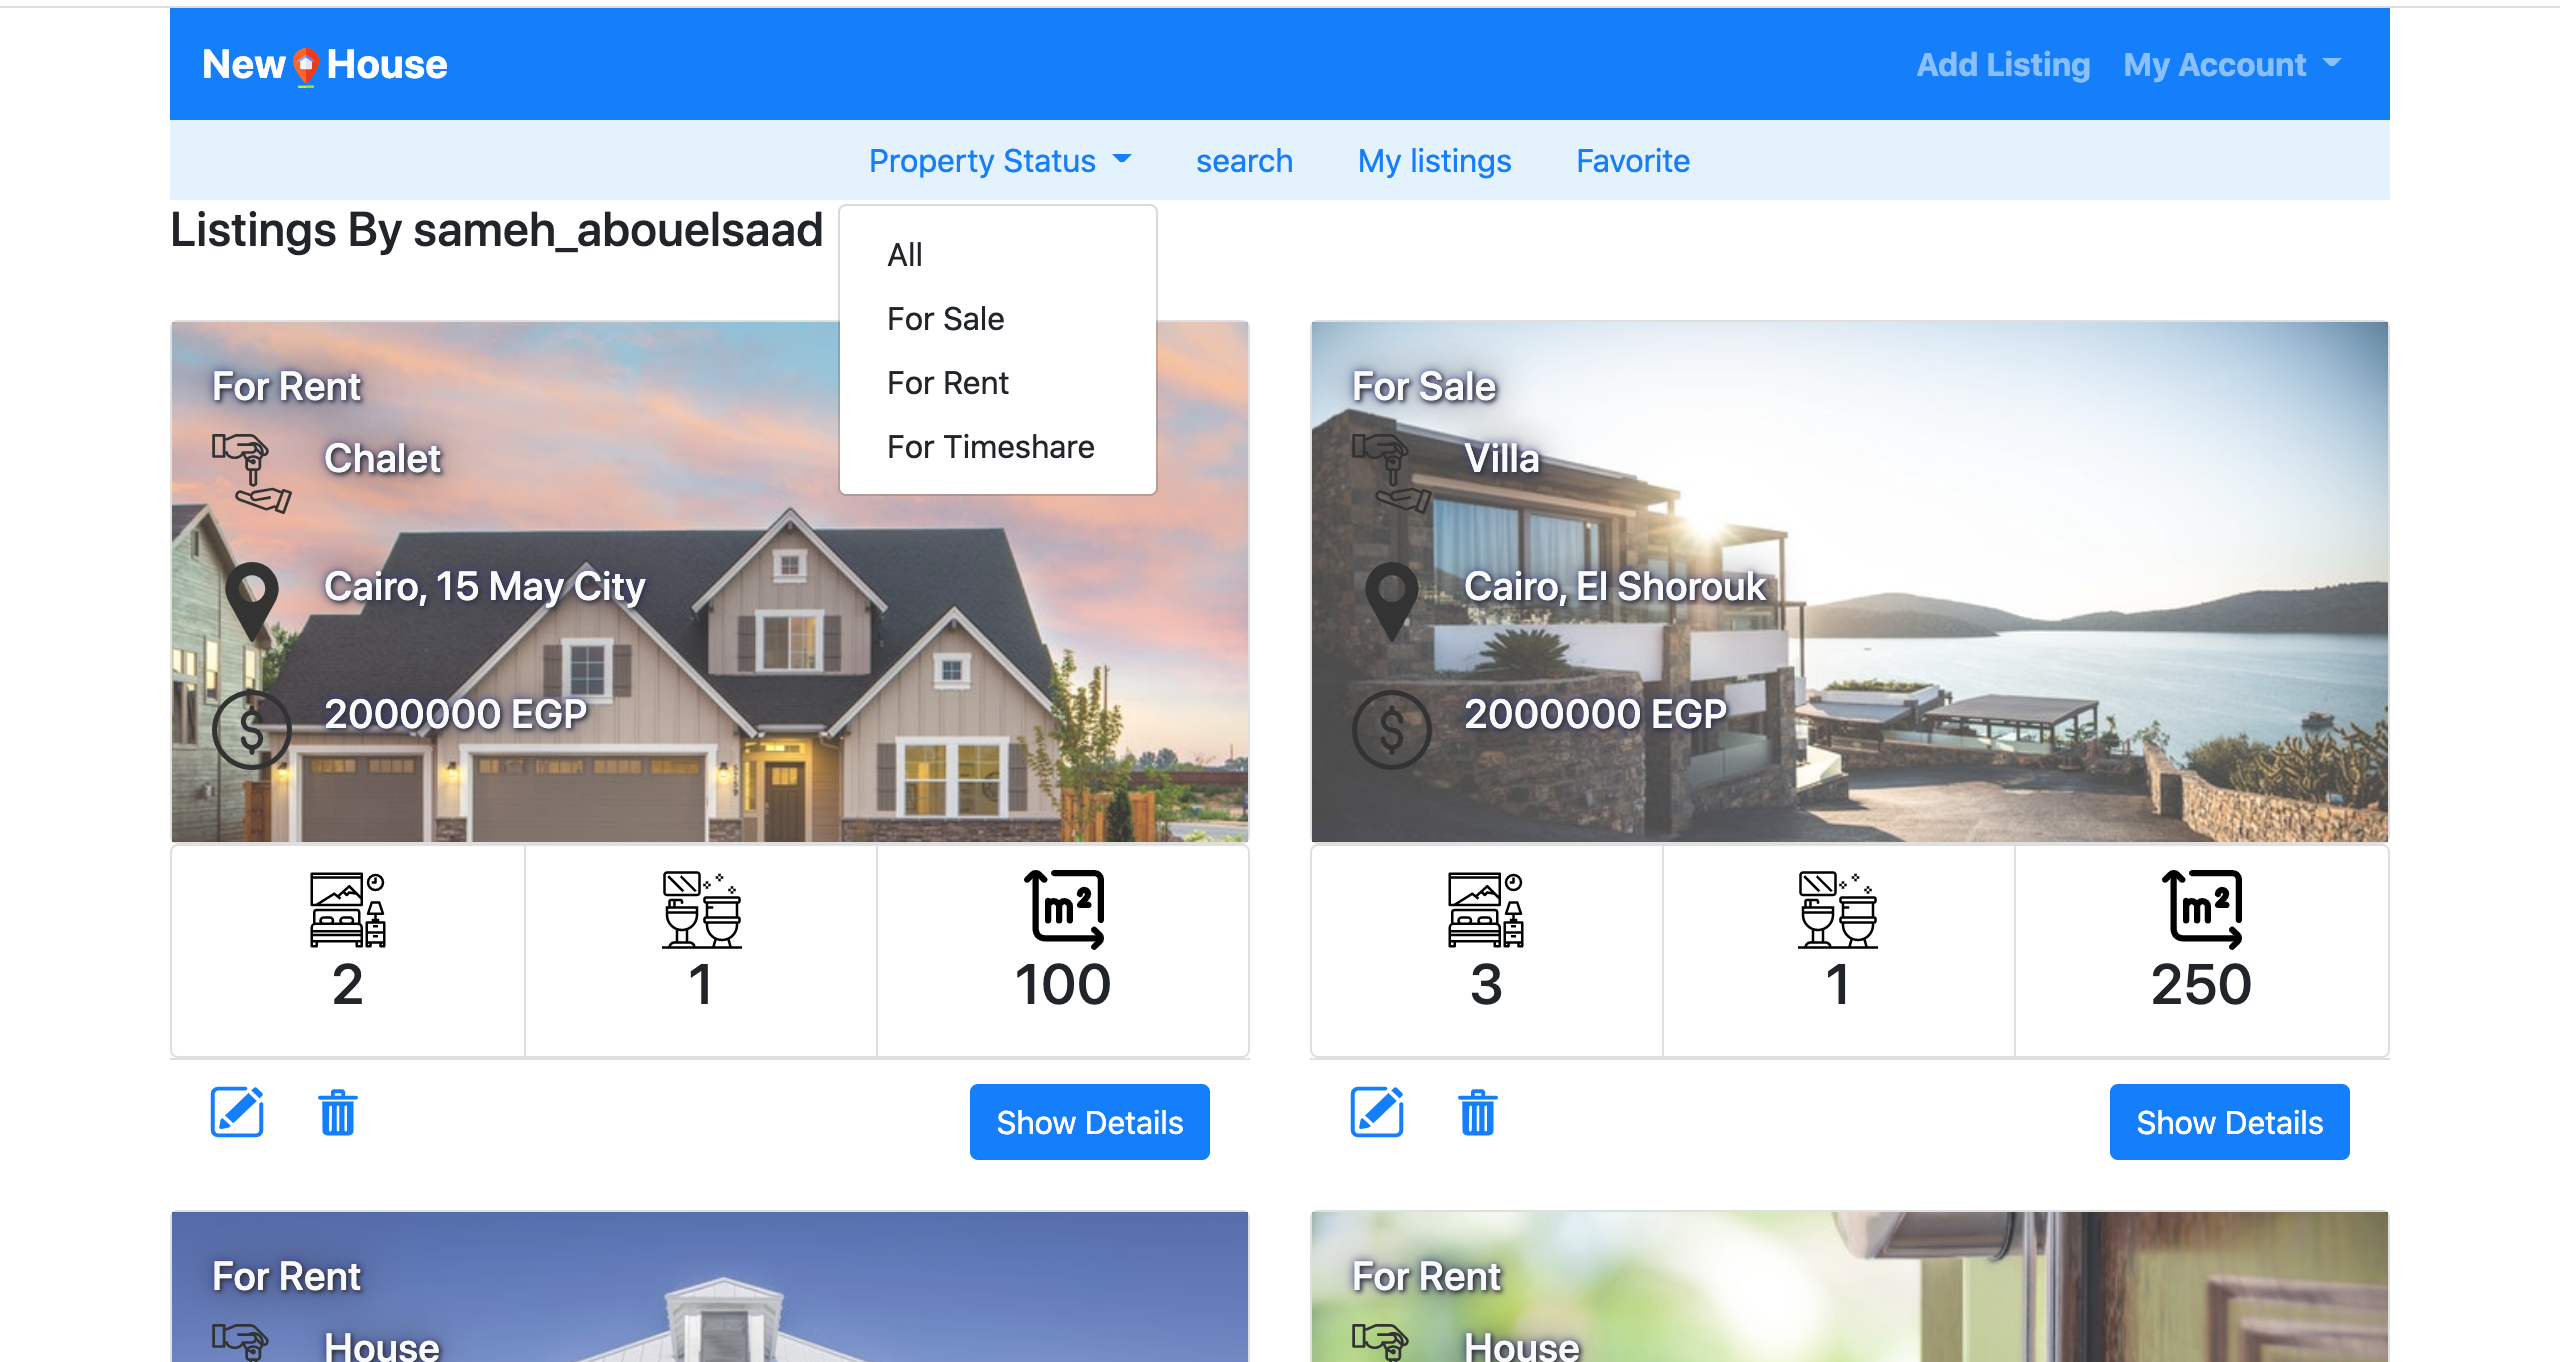 New House
Add Listing
My Account
Property Status
search
My listings
Favorite
Listings By sameh_abouelsaad
All
For Sale
For Rent
For Timeshare
For Rent
Chalet
Cairo, 15 May City
2000000 EGP
2
1
m2
100
Show Details
For Sale
Villa
Cairo, El Shorouk
2000000 EGP
3
1
m2
250
Show Details
For Rent
House
For Rent
House